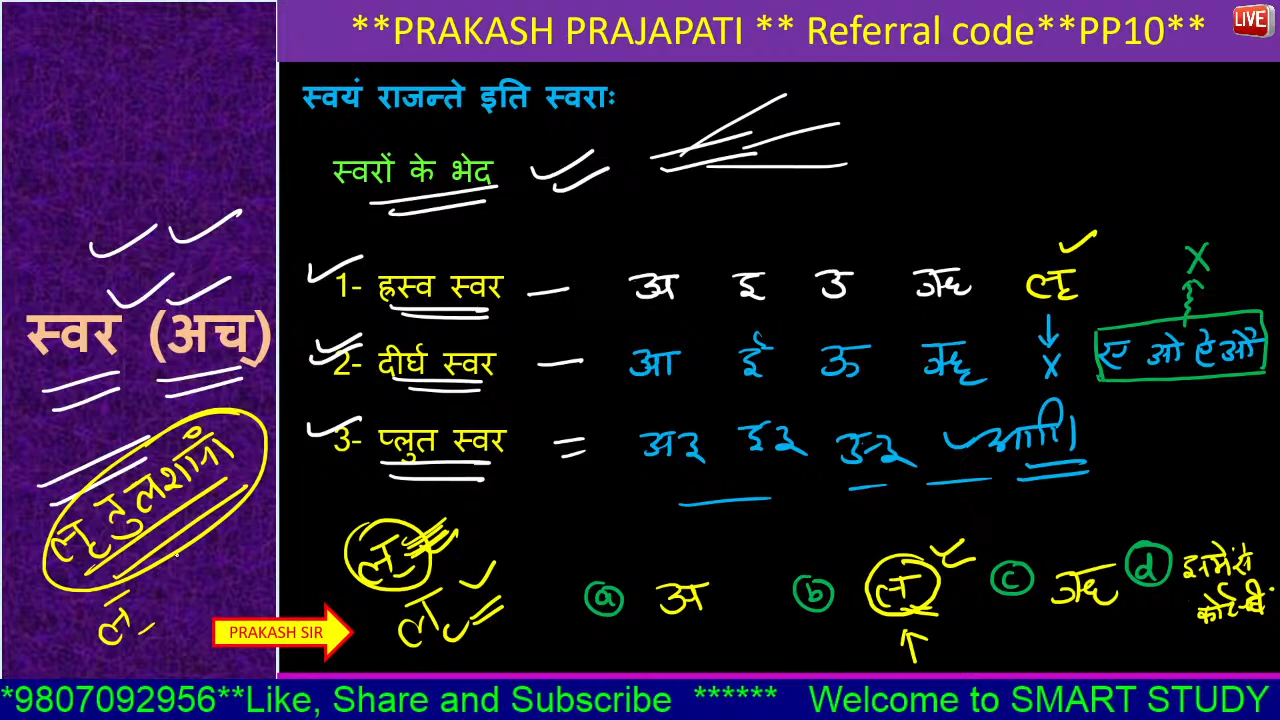 **PRAKASH PRAJAPATI ** Referral code**PP10**
LIVE
स्वयं राजन्ते इति स्वराः
स्वरों के भेद
1- ह्रस्व स्वर – अ इ उ ऋ लृ X
2- दीर्घ स्वर – आ ई ऊ ॠ X ए ओ ऐ औ
3- प्लुत स्वर = अ३ इ३ उ३
स्वर (अच्)
लृ
लृ
लृ
a अ b लृ c ऋ d इनमें से
PRAKASH SIR
*9807092956**Like, Share and Subscribe ****** Welcome to SMART STUDY